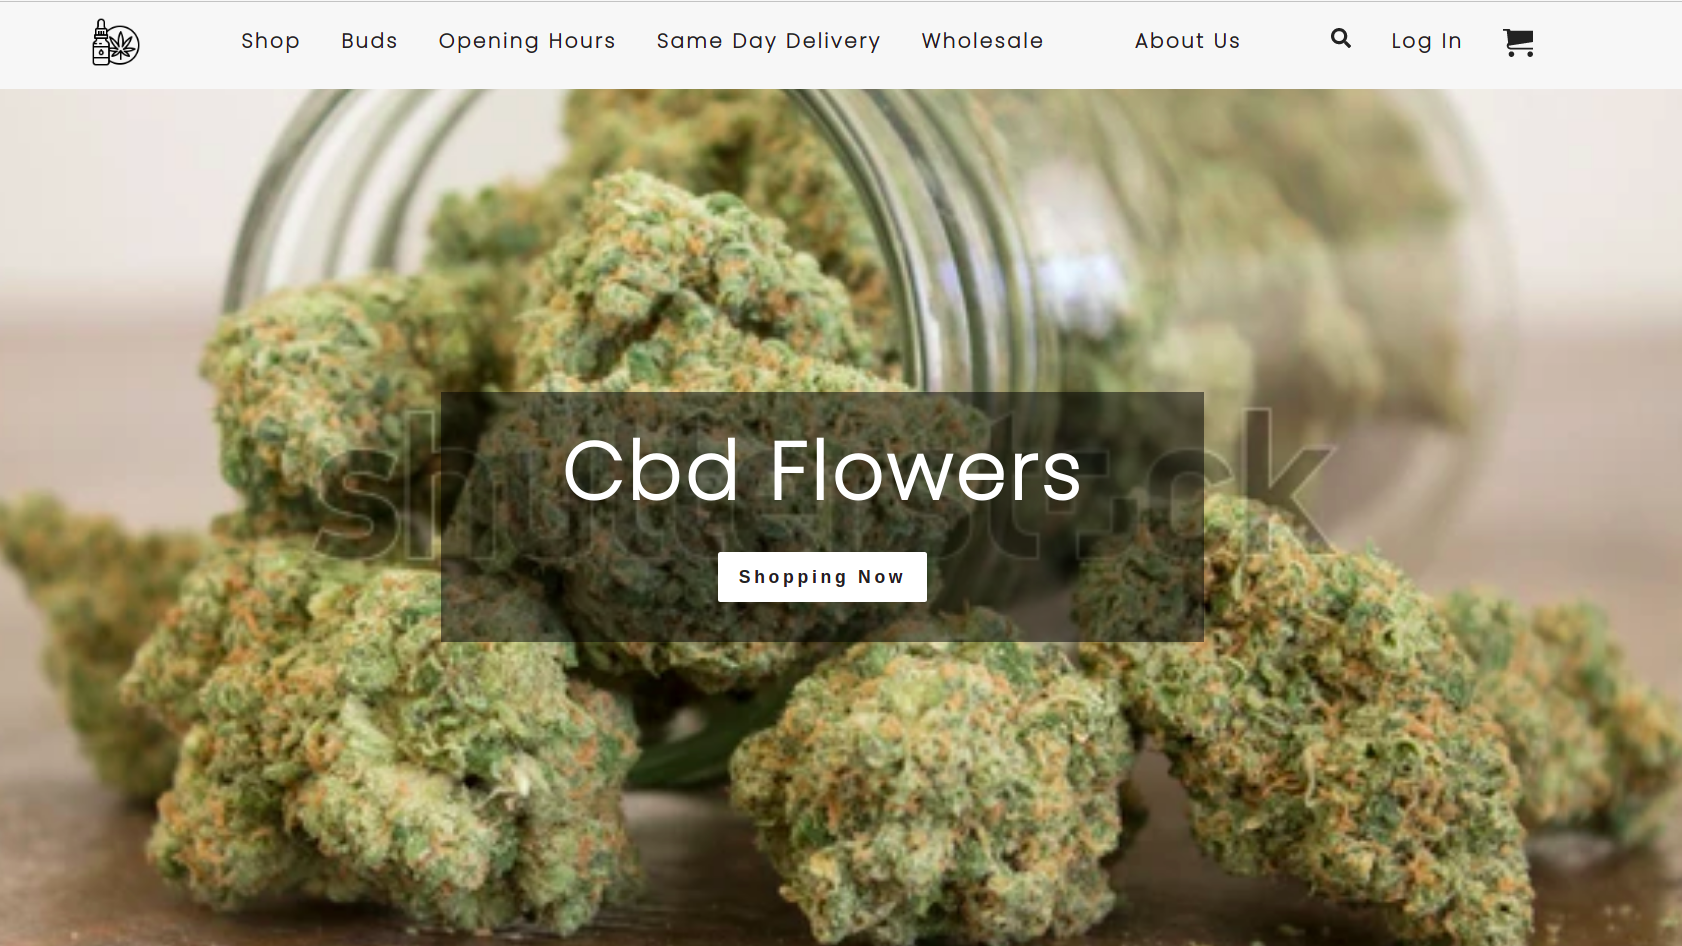 Shop Buds Opening Hours Same Day Delivery Wholesale About Us Log In
shutterstock
Cbd Flowers
Shopping Now